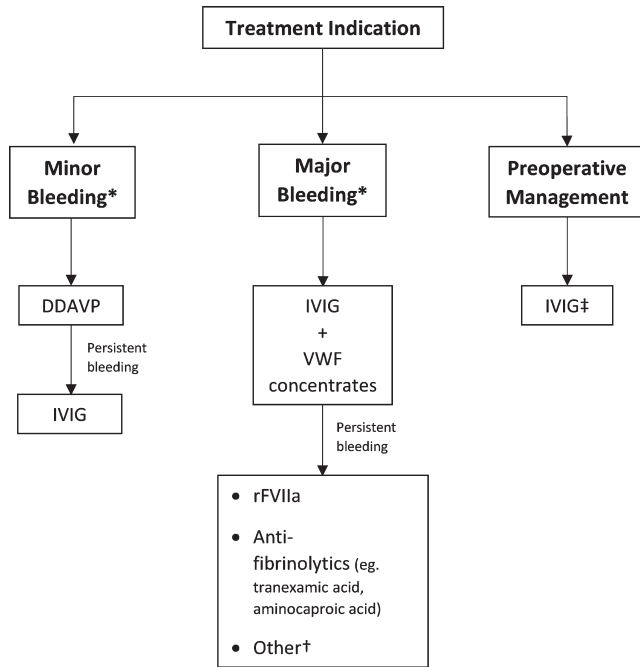 Treatment Indication
Minor
Bleeding*
Major
Bleeding*
Preoperative
Management
DDAVP
IVIG
+
VWF
concentrates
IVIG‡
Persistent
bleeding
IVIG
Persistent
bleeding
• rFVIIa
• Anti-
fibrinolytics (eg.
tranexamic acid,
aminocaproic acid)
• Other†